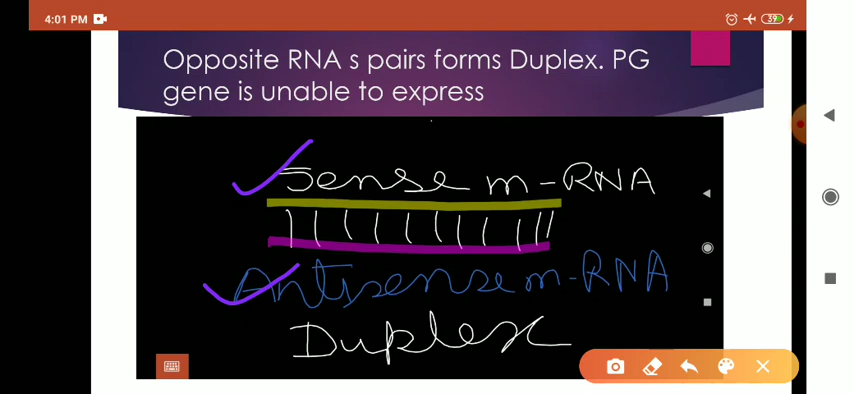 4:01 PM
39
Opposite RNA s pairs forms Duplex. PG
gene is unable to express
Sense m-RNA
Antisense m-RNA
Duplex